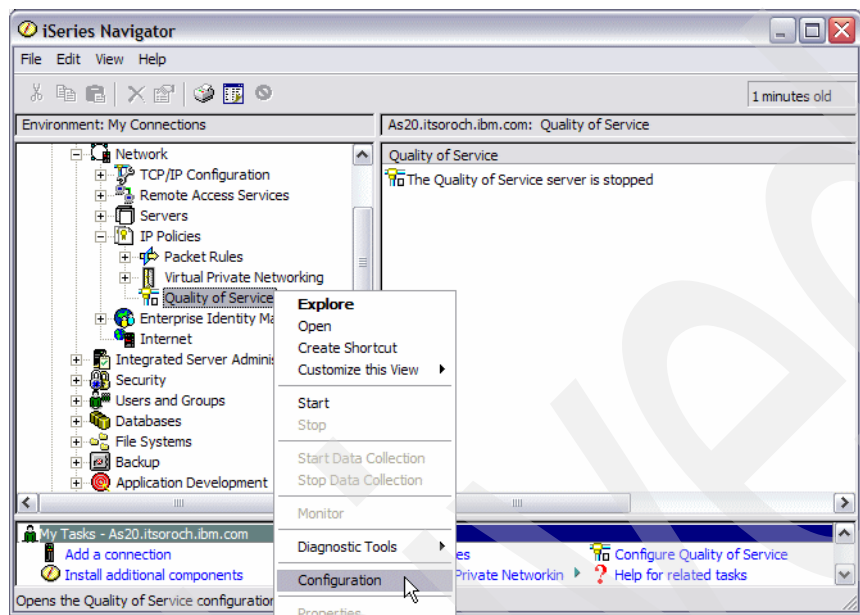 iSeries Navigator
File Edit View Help
1 minutes old
Environment: My Connections
As20.itsoroch.ibm.com: Quality of Service
Network
TCP/IP Configuration
Remote Access Services
Servers
IP Policies
Packet Rules
Virtual Private Networking
Quality of Service
Enterprise Identity Ma
Internet
Integrated Server Adminis
Security
Users and Groups
Databases
File Systems
Backup
Application Development
Quality of Service
The Quality of Service server is stopped
Explore
Open
Create Shortcut
Customize this View
Start
Stop
Start Data Collection
Stop Data Collection
Monitor
Diagnostic Tools
Configuration
Properties
My Tasks - As20.itsoroch.ibm.com
Add a connection
Install additional components
es
Private Networkin
Configure Quality of Service
? Help for related tasks
Opens the Quality of Service configuration